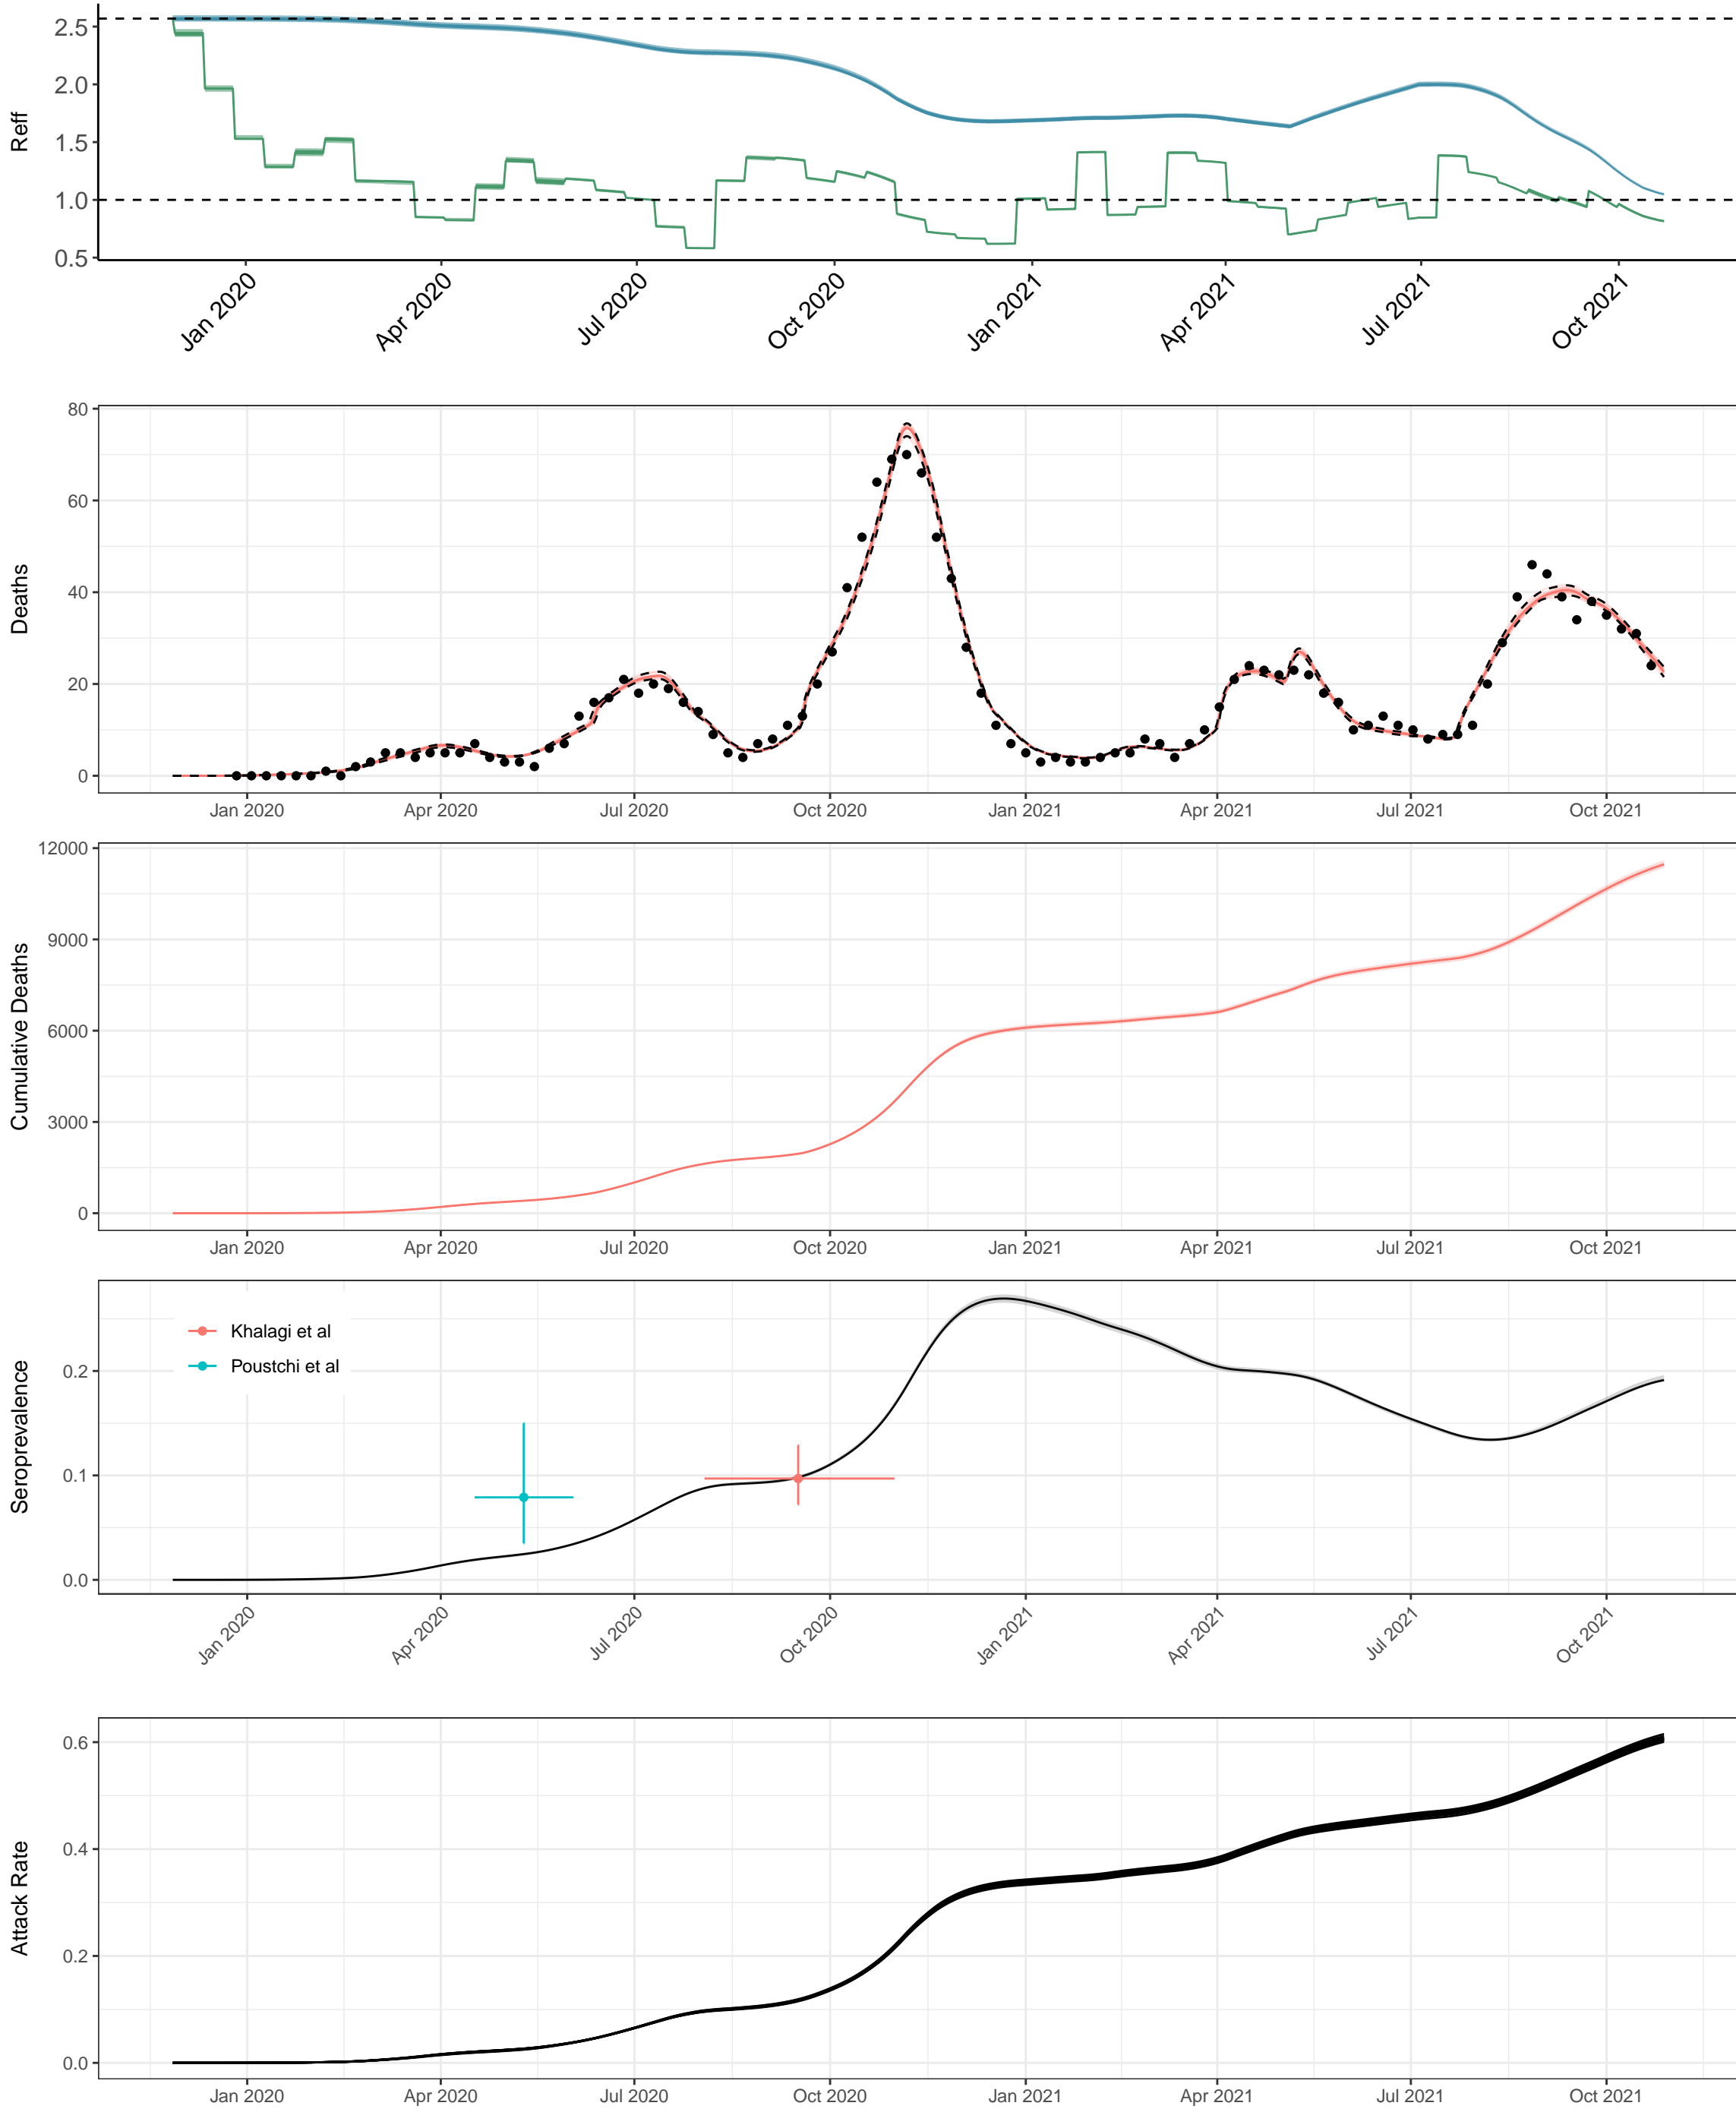 Reff
2.5
2.0
1.5
1.0
0.5
Jan 2020 Apr 2020 Jul 2020 Oct 2020 Jan 2021 Apr 2021 Jul 2021 Oct 2021
Deaths
80
60
40
20
0
Jan 2020 Apr 2020 Jul 2020 Oct 2020 Jan 2021 Apr 2021 Jul 2021 Oct 2021
Cumulative Deaths
12000
9000
6000
3000
0
Jan 2020 Apr 2020 Jul 2020 Oct 2020 Jan 2021 Apr 2021 Jul 2021 Oct 2021
Seroprevalence
Khalagi et al
Poustchi et al
0.2
0.1
0.0
Jan 2020 Apr 2020 Jul 2020 Oct 2020 Jan 2021 Apr 2021 Jul 2021 Oct 2021
Attack Rate
0.6
0.4
0.2
0.0
Jan 2020 Apr 2020 Jul 2020 Oct 2020 Jan 2021 Apr 2021 Jul 2021 Oct 2021